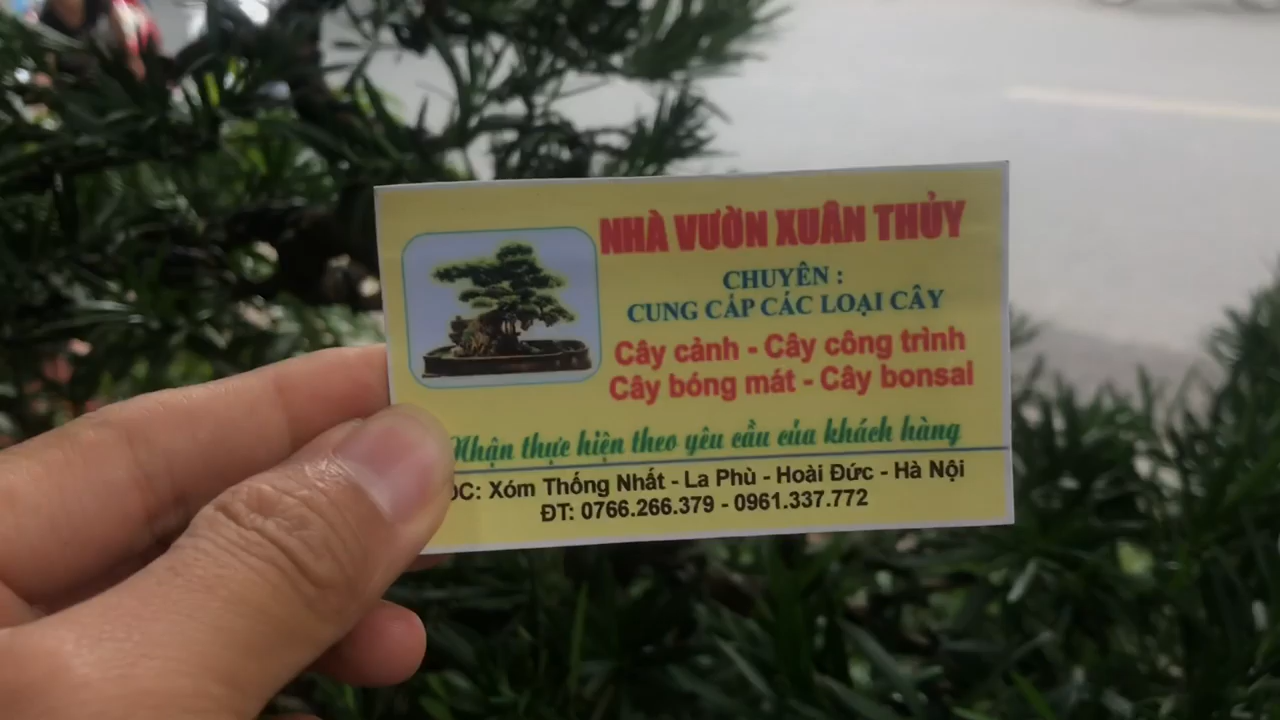 NHÀ VƯỜN XUÂN THỦY
CHUYÊN :
CUNG CẤP CÁC LOẠI CÂY
Cây cảnh - Cây công trình
Cây bóng mát - Cây bonsai
Nhận thực hiện theo yêu cầu của khách hàng
ĐC: Xóm Thống Nhất - La Phù - Hoài Đức - Hà Nội
ĐT: 0766.266.379 - 0961.337.772